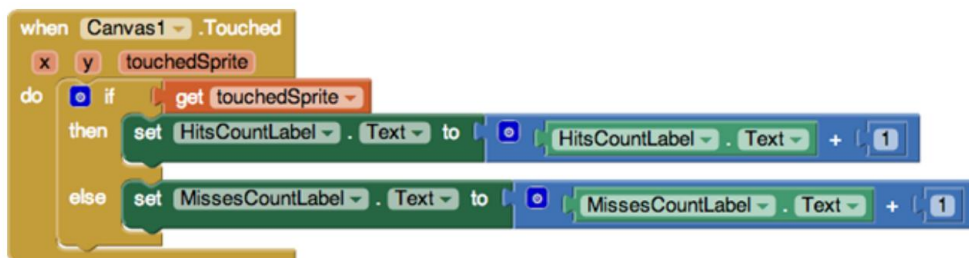 when Canvas1 .Touched
x y touchedSprite
do if get touchedSprite
then set HitsCountLabel . Text to HitsCountLabel . Text + 1
else set MissesCountLabel . Text to MissesCountLabel . Text + 1